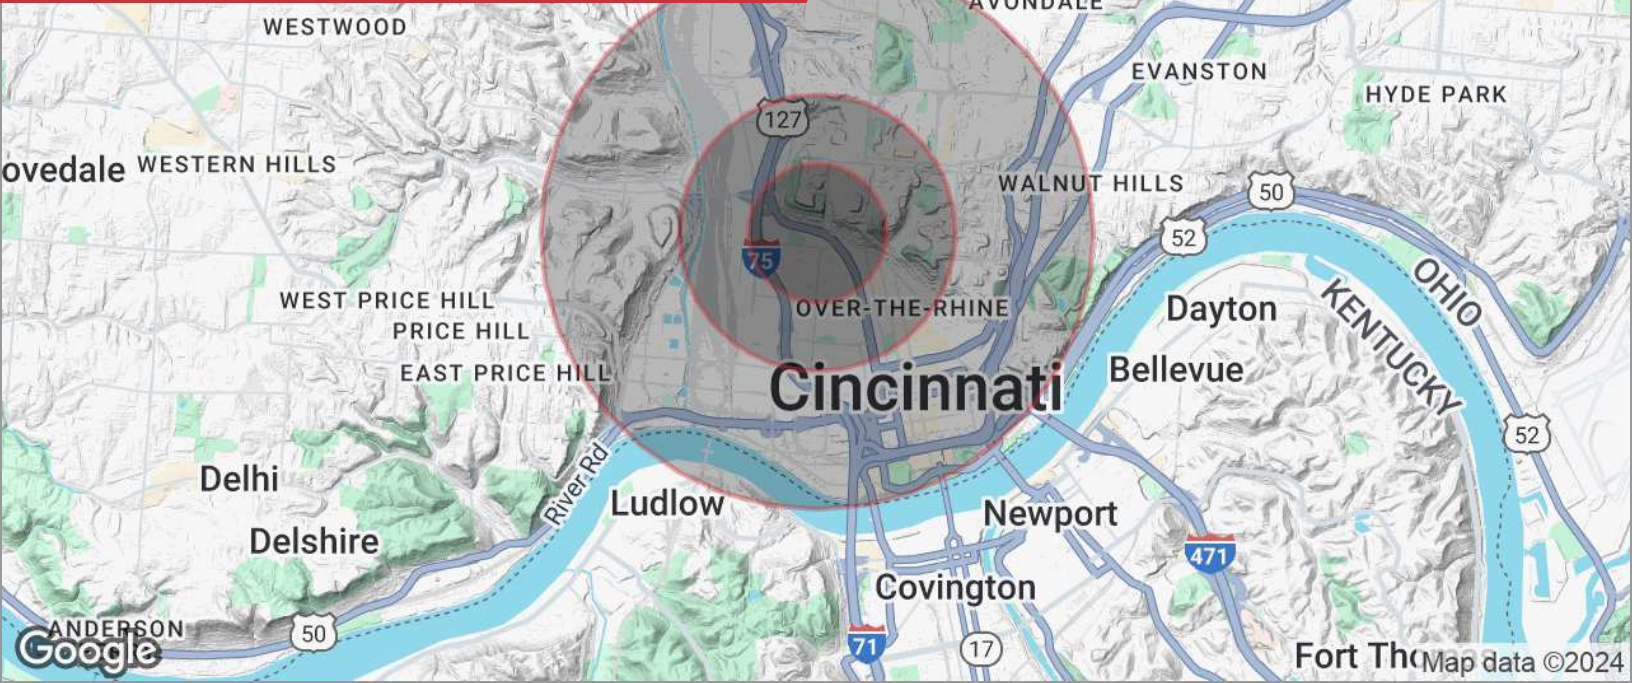 AVONDALE
WESTWOOD
EVANSTON
HYDE PARK
127
ovedale
WESTERN HILLS
WALNUT HILLS
50
52
75
OHIO
KENTUCKY
WEST PRICE HILL
OVER-THE-RHINE
Dayton
PRICE HILL
EAST PRICE HILL
Cincinnati
Bellevue
52
Delhi
River Rd
Ludlow
Newport
Delshire
471
Covington
ANDERSON
50
Google
71
17
Fort Tho
Map data ©2024